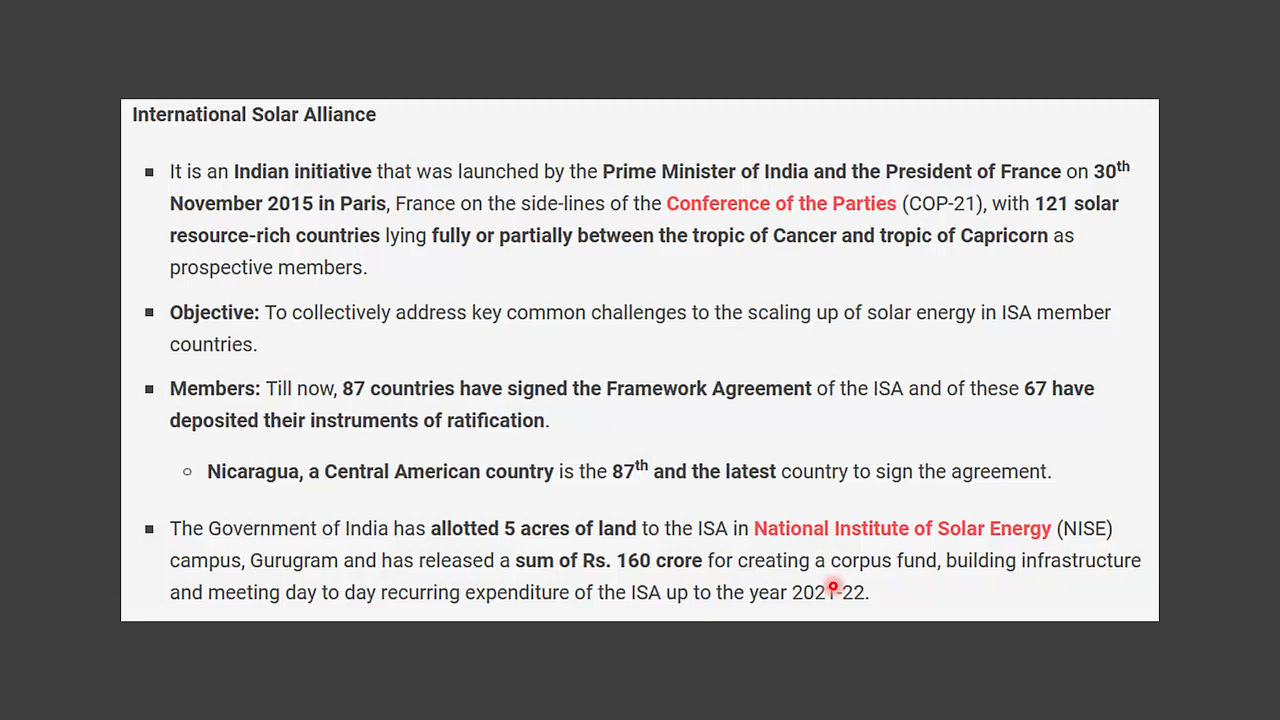 International Solar Alliance
▪ It is an Indian initiative that was launched by the Prime Minister of India and the President of France on 30th
November 2015 in Paris, France on the side-lines of the Conference of the Parties (COP-21), with 121 solar
resource-rich countries lying fully or partially between the tropic of Cancer and tropic of Capricorn as
prospective members.
▪ Objective: To collectively address key common challenges to the scaling up of solar energy in ISA member
countries.
▪ Members: Till now, 87 countries have signed the Framework Agreement of the ISA and of these 67 have
deposited their instruments of ratification.
○ Nicaragua, a Central American country is the 87th and the latest country to sign the agreement.
▪ The Government of India has allotted 5 acres of land to the ISA in National Institute of Solar Energy (NISE)
campus, Gurugram and has released a sum of Rs. 160 crore for creating a corpus fund, building infrastructure
and meeting day to day recurring expenditure of the ISA up to the year 2021-22.